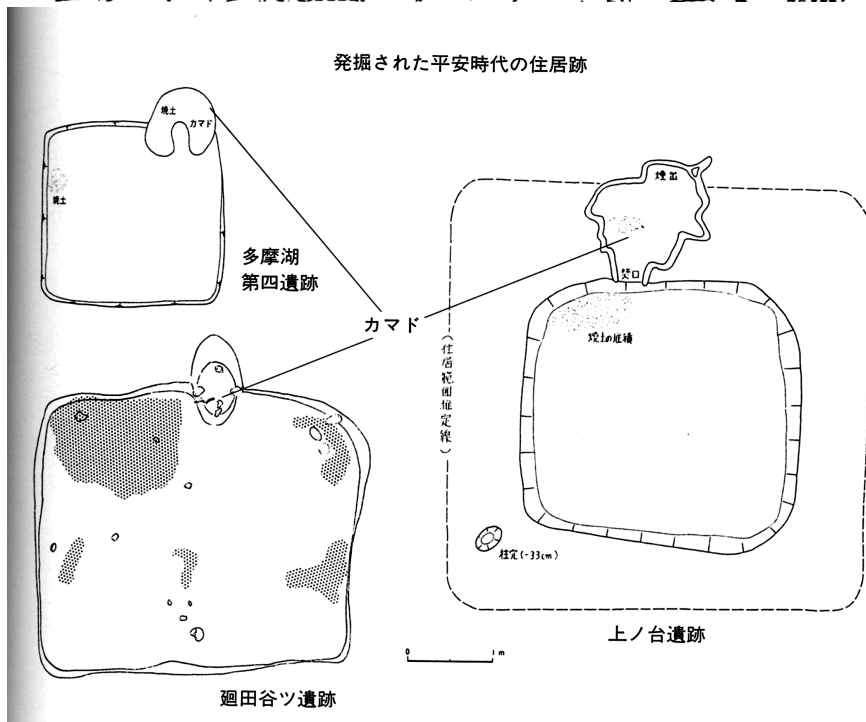 発掘された平安時代の住居跡
焼土
カマド
焼土
多摩湖
第四遺跡
カマド
煙出
焚口
焼土の堆積
(住居範囲推定線)
柱穴(-33cm)
上ノ台遺跡
0 1m
廻田谷ツ遺跡